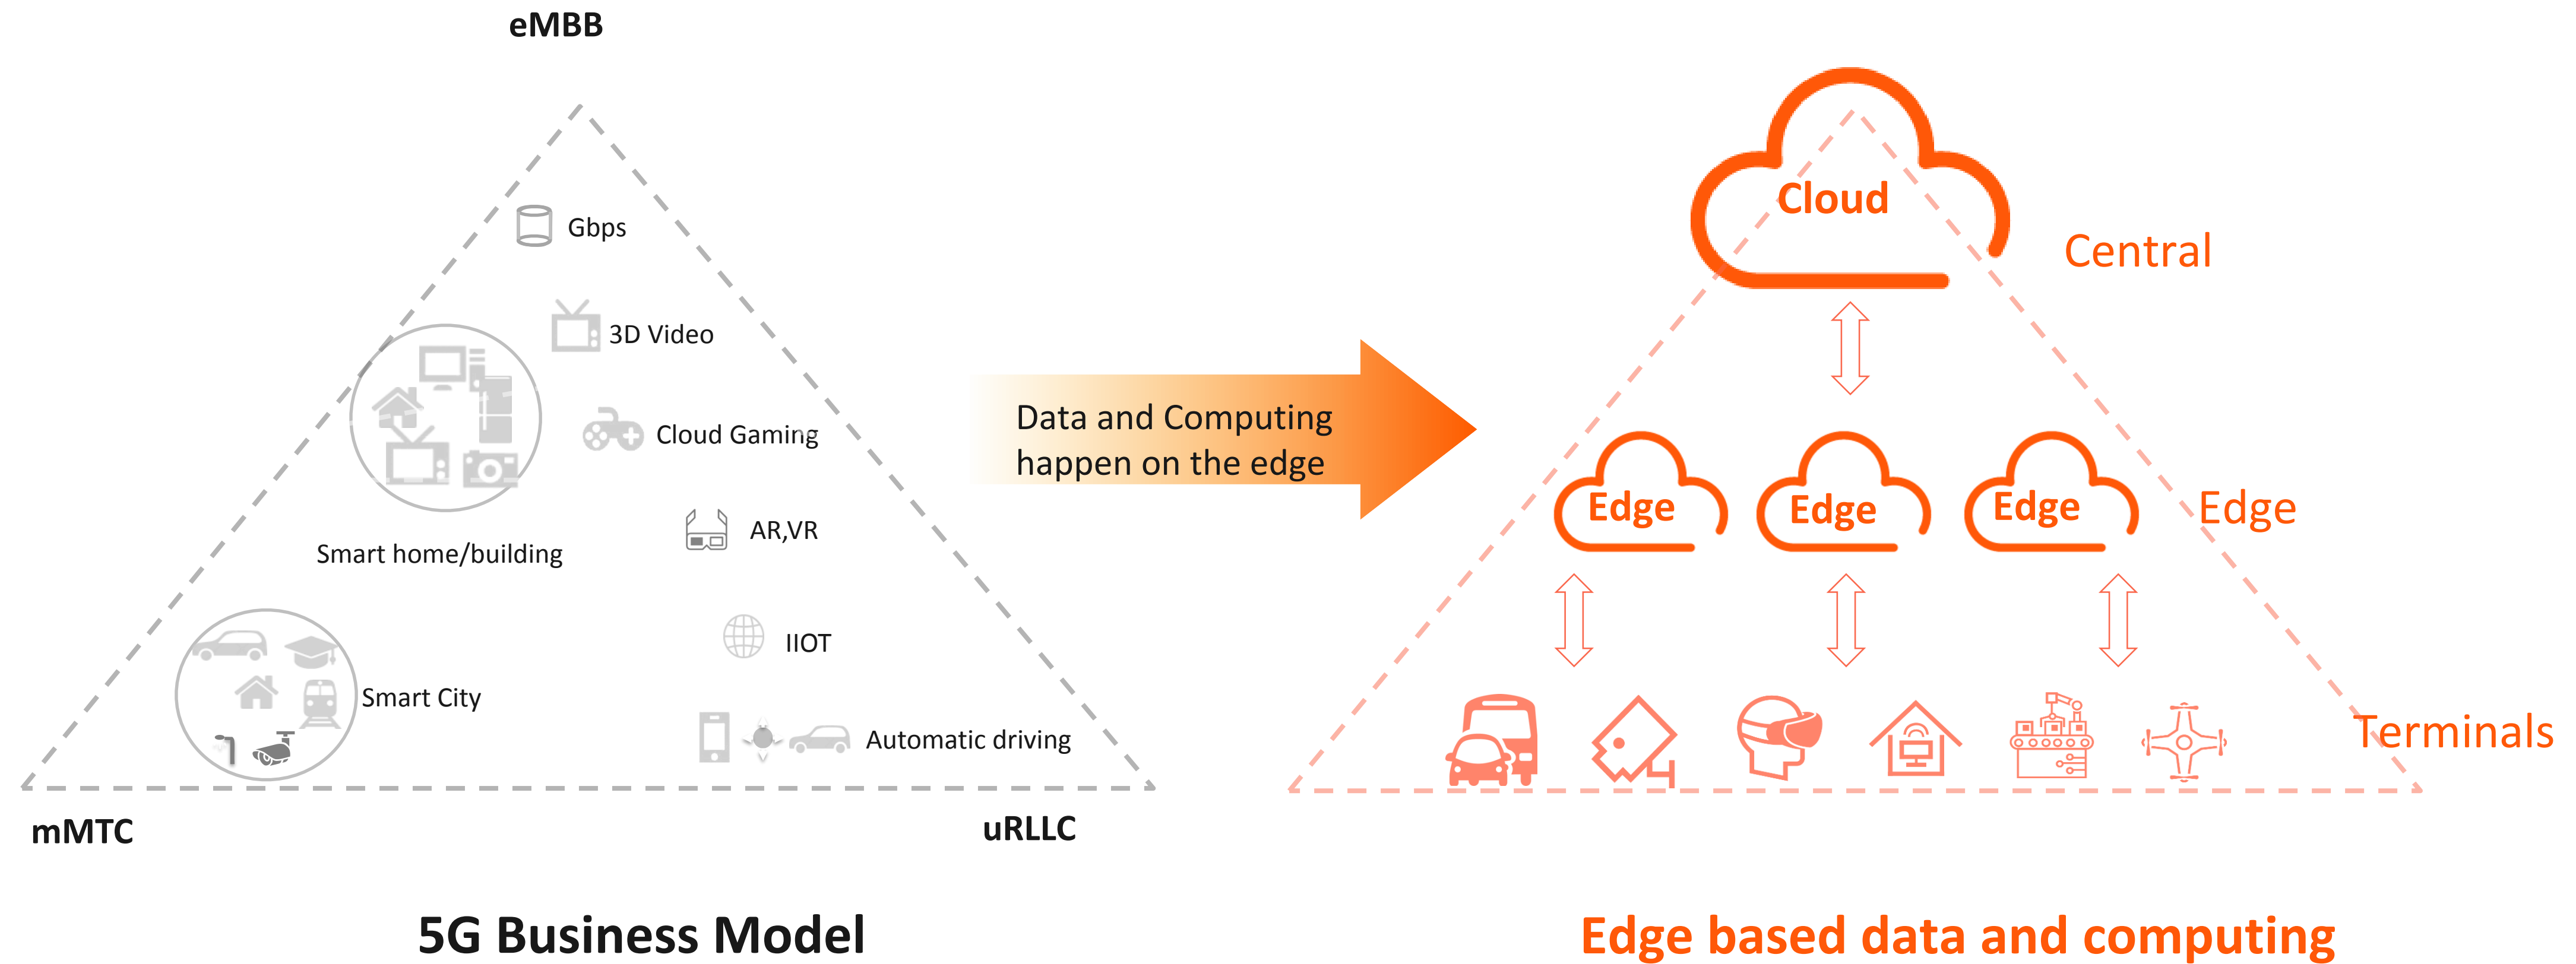 eMBB
Gbps
3D Video
Cloud Gaming
Smart home/building
AR,VR
IIOT
Smart City
Automatic driving
mMTC
uRLLC
5G Business Model
Data and Computing
happen on the edge
Cloud
Central
Edge
Edge
Edge
Edge
Terminals
Edge based data and computing